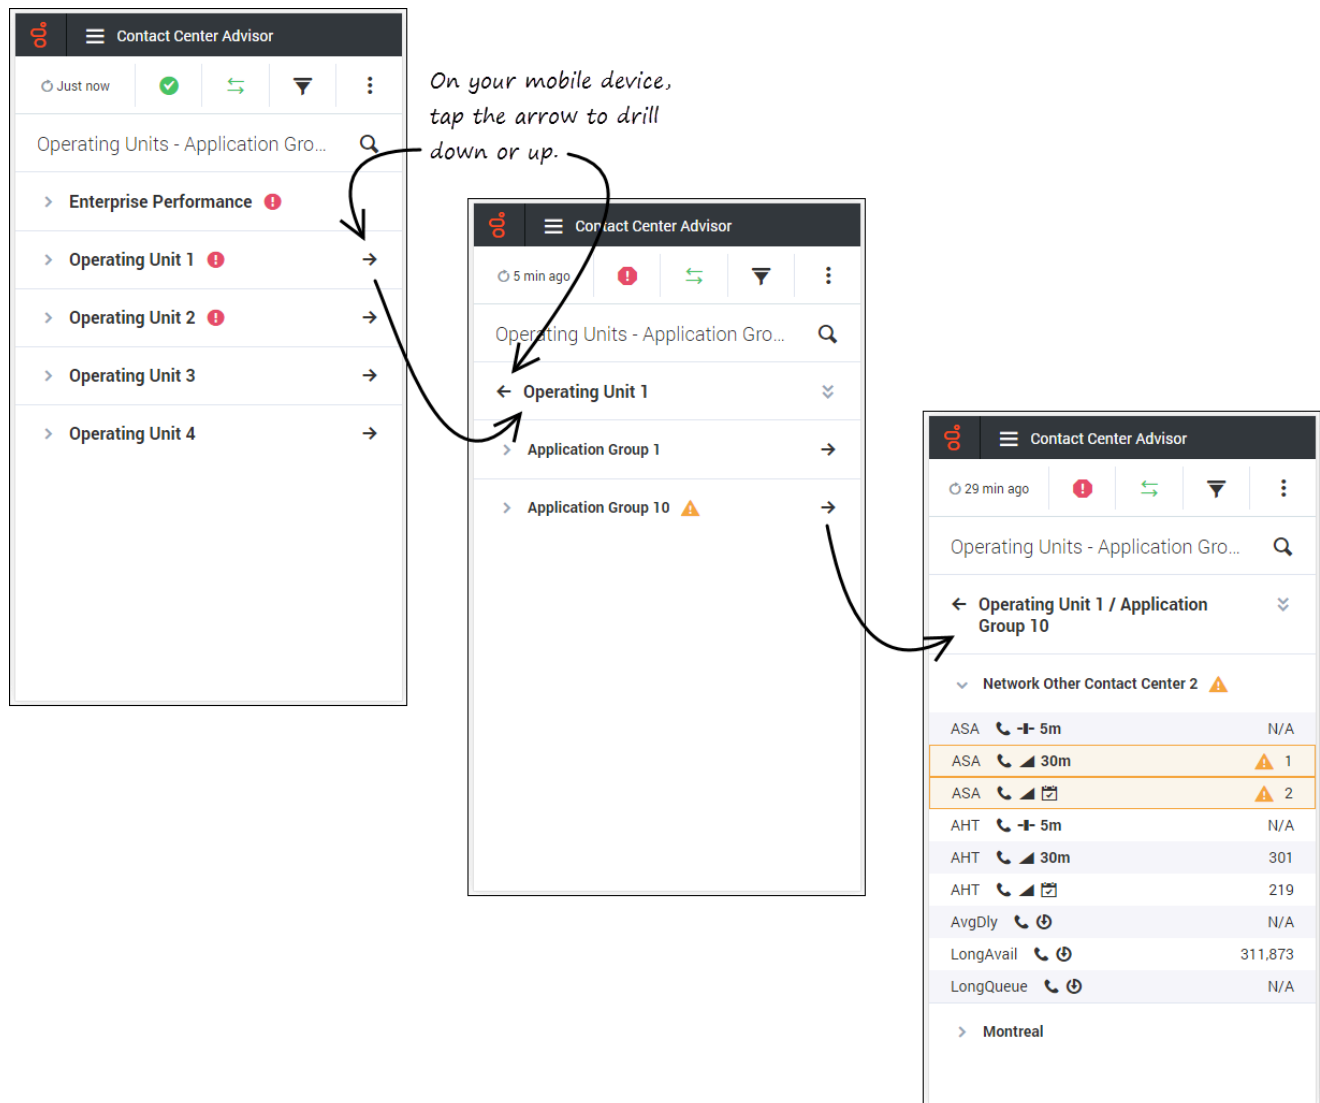 Contact Center Advisor
Just now
Operating Units - Application Gro...
Enterprise Performance
Operating Unit 1
Operating Unit 2
Operating Unit 3
Operating Unit 4
On your mobile device,
tap the arrow to drill
down or up.
Contact Center Advisor
5 min ago
Operating Units - Application Gro...
Operating Unit 1
Application Group 1
Application Group 10
Contact Center Advisor
29 min ago
Operating Units - Application Gro...
Operating Unit 1 / Application
Group 10
Network Other Contact Center 2
ASA 5m N/A
ASA 30m 1
ASA 2
AHT 5m N/A
AHT 30m 301
AHT 219
AvgDly N/A
LongAvail 311,873
LongQueue N/A
Montreal